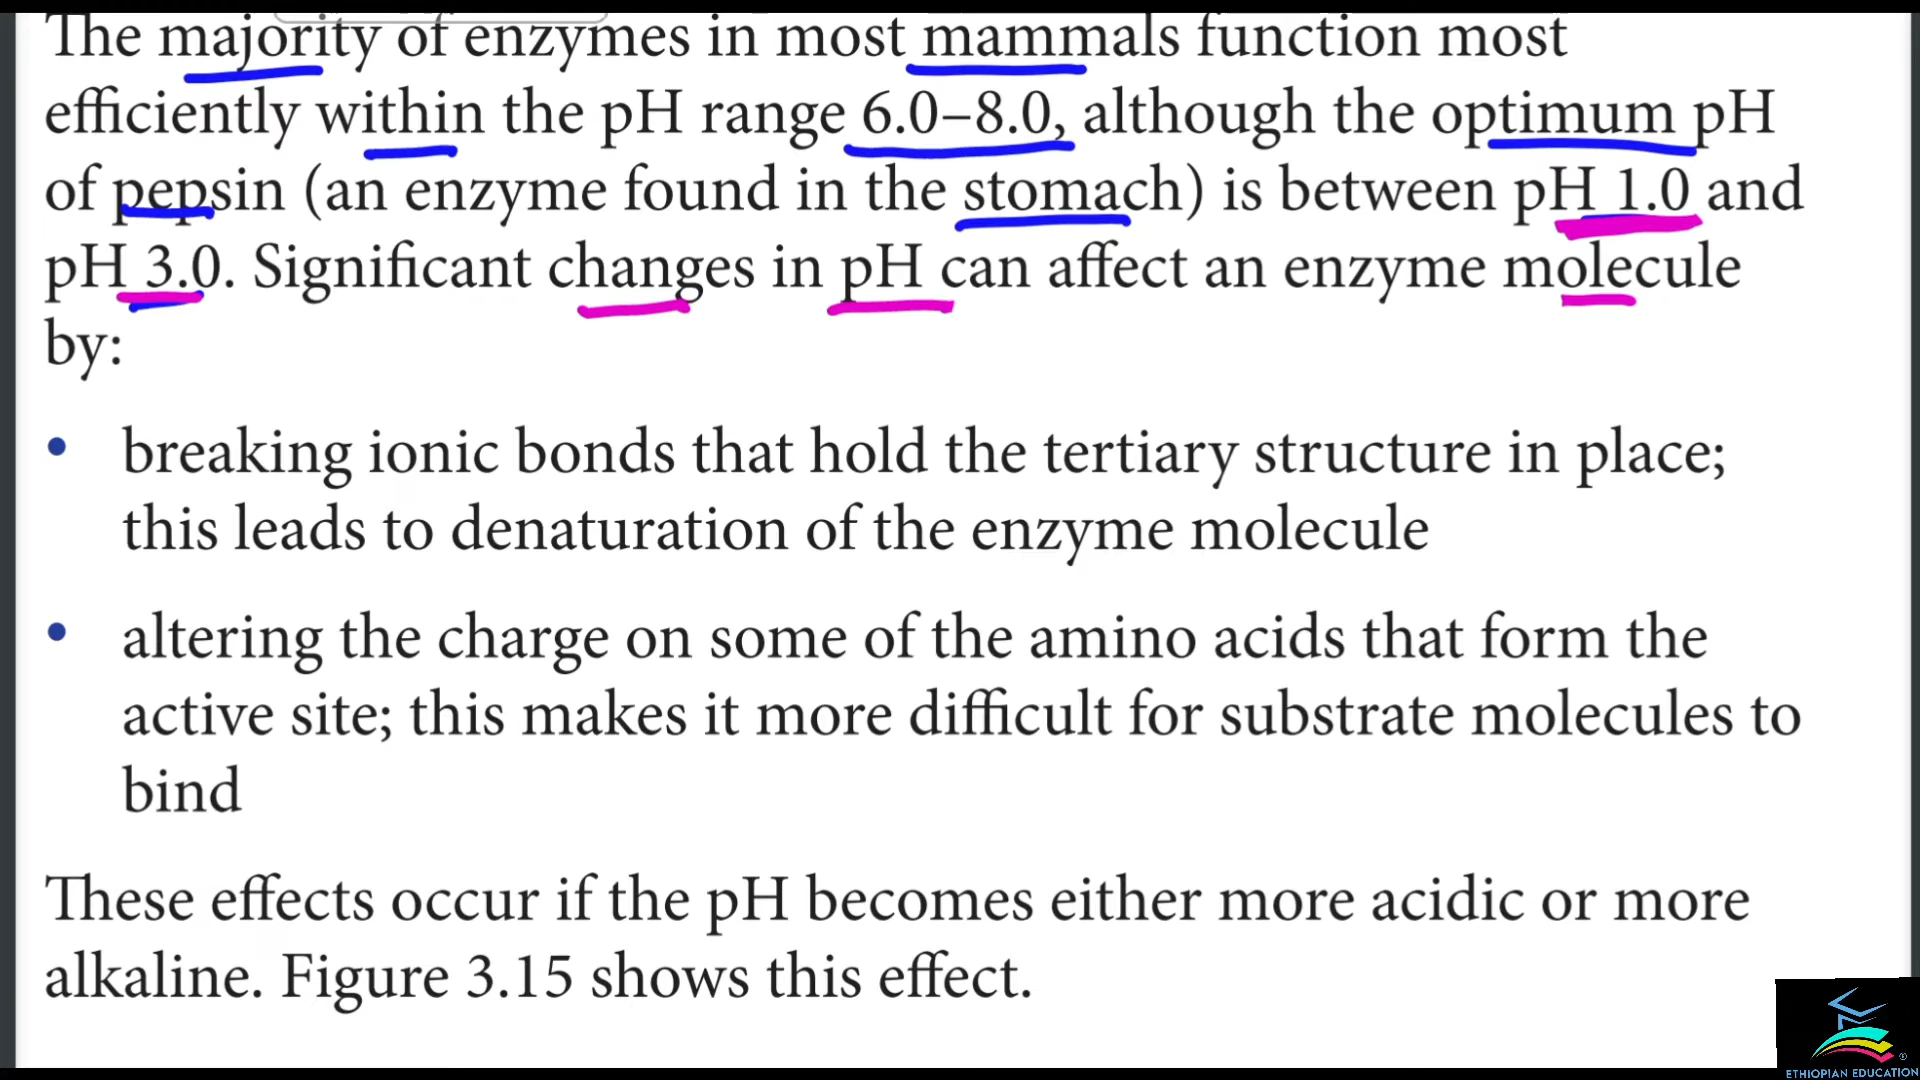 The majority of enzymes in most mammals function most
efficiently within the pH range 6.0–8.0, although the optimum pH
of pepsin (an enzyme found in the stomach) is between pH 1.0 and
pH 3.0. Significant changes in pH can affect an enzyme molecule
by:
• breaking ionic bonds that hold the tertiary structure in place;
this leads to denaturation of the enzyme molecule
• altering the charge on some of the amino acids that form the
active site; this makes it more difficult for substrate molecules to
bind
These effects occur if the pH becomes either more acidic or more
alkaline. Figure 3.15 shows this effect.
ETHIOPIAN EDUCATION